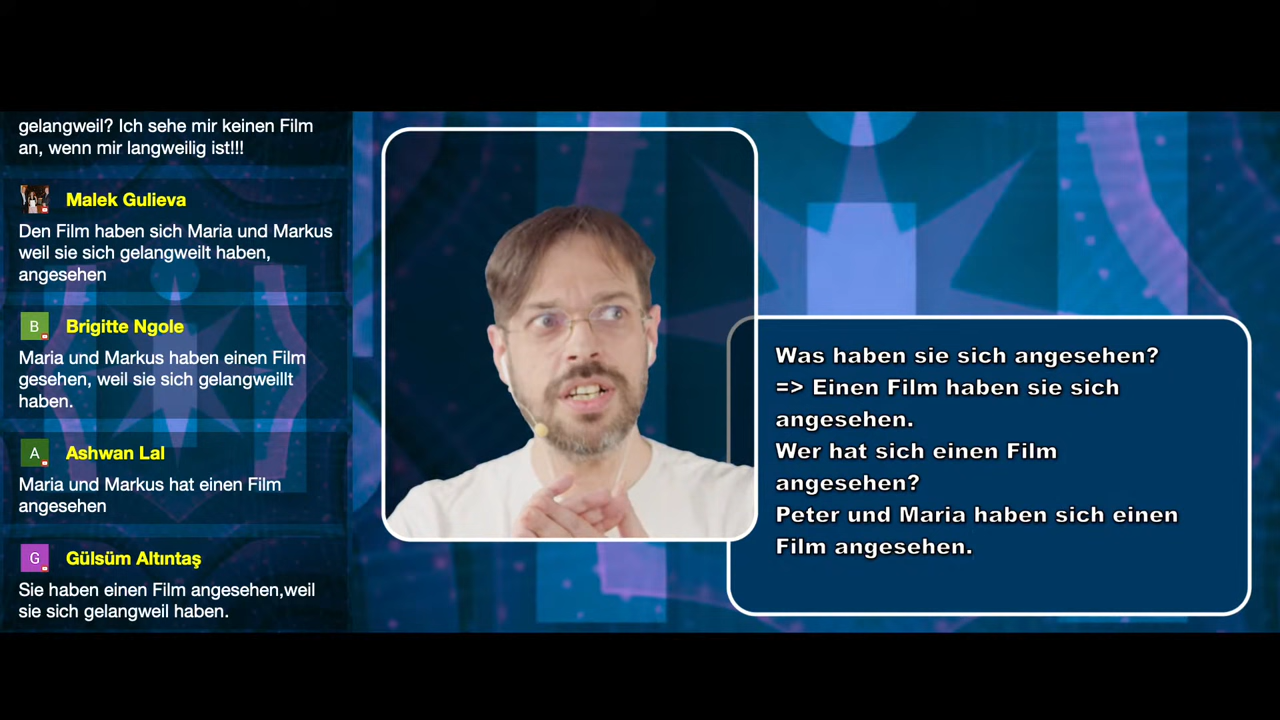 gelangweil? Ich sehe mir keinen Film
an, wenn mir langweilig ist!!!
Malek Gulieva
Den Film haben sich Maria und Markus
weil sie sich gelangweilt haben,
angesehen
B
Brigitte Ngole
Maria und Markus haben einen Film
gesehen, weil sie sich gelangweillt
haben.
A
Ashwan Lal
Maria und Markus hat einen Film
angesehen
G
Gülsüm Altıntaş
Sie haben einen Film angesehen,weil
sie sich gelangweil haben.
Was haben sie sich angesehen?
=> Einen Film haben sie sich
angesehen.
Wer hat sich einen Film
angesehen?
Peter und Maria haben sich einen
Film angesehen.